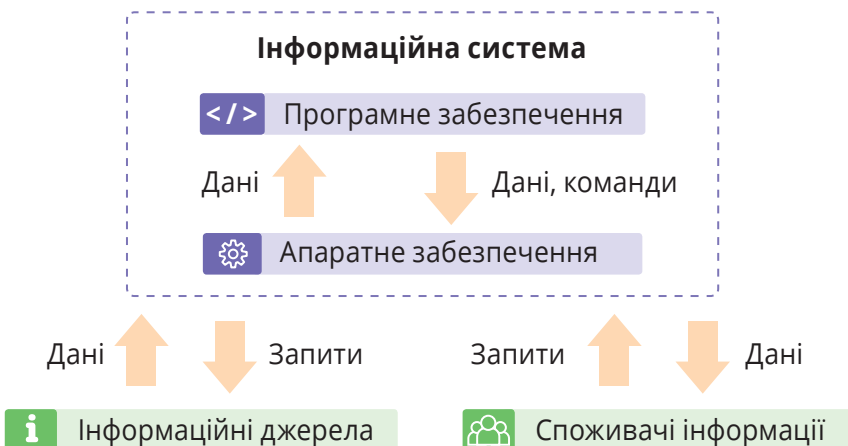 Інформаційна система
</> Програмне забезпечення
Дані Дані, команди
Апаратне забезпечення
Дані Запити Запити Дані
i Інформаційні джерела Споживачі інформації